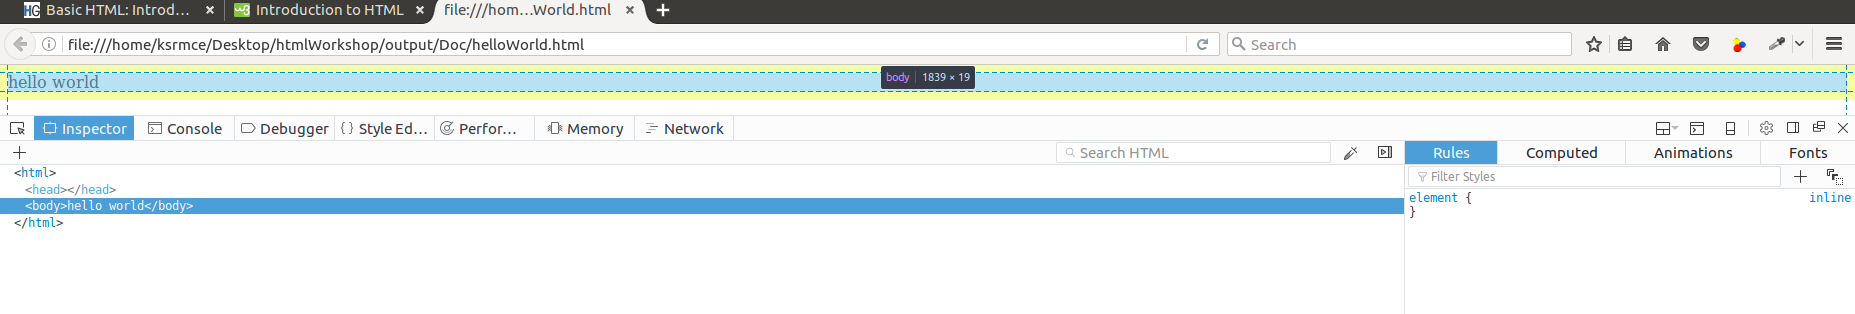 HG Basic HTML: Introd... × w3 Introduction to HTML × file:///hom...World.html ×
file:///home/ksrmce/Desktop/htmlWorkshop/output/Doc/helloWorld.html Search
hello world
body 1839 × 19
Inspector Console Debugger { } Style Ed... Perfor... Memory Network
+ Search HTML Rules Computed Animations Fonts
<html> Filter Styles +
<head></head>
<body>hello world</body> element { inline
</html> }